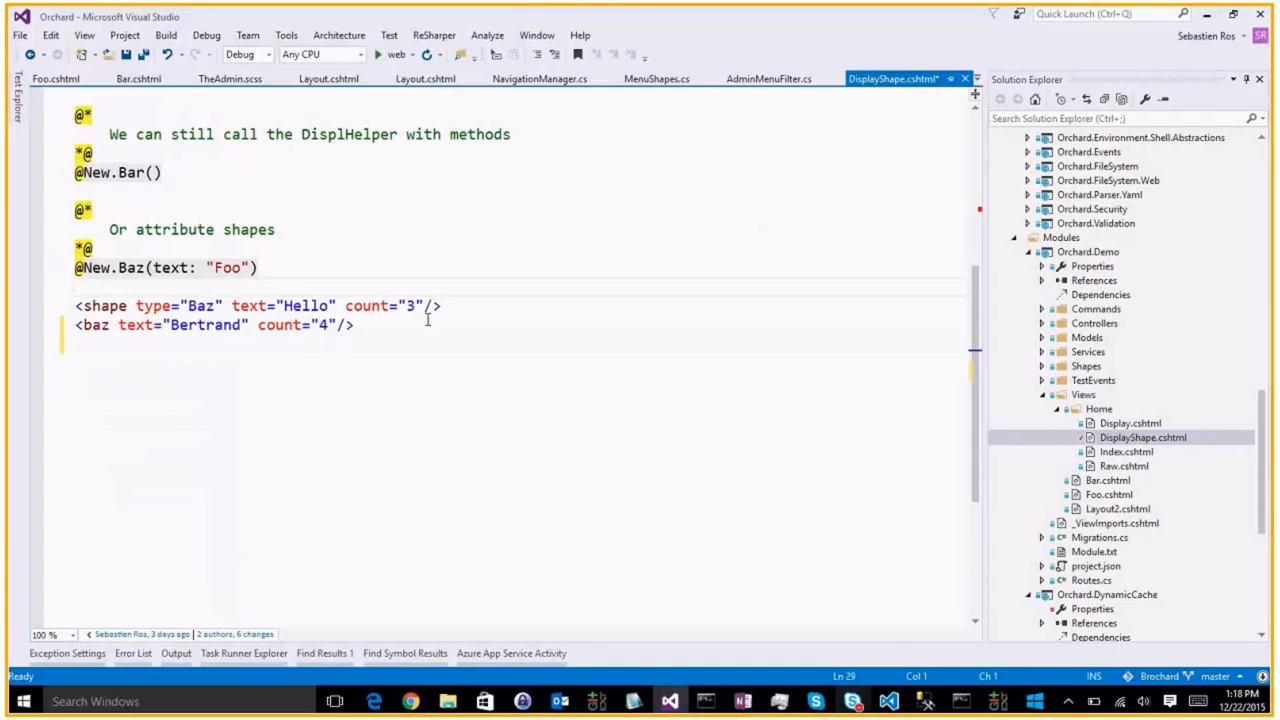 Orchard - Microsoft Visual Studio
Quick Launch (Ctrl+Q)
File Edit View Project Build Debug Team Tools Architecture Test ReSharper Analyze Window Help
Sebastien Ros SR
Debug Any CPU web
Foo.cshtml Bar.cshtml TheAdmin.scss Layout.cshtml Layout.cshtml NavigationManager.cs MenuShapes.cs AdminMenuFilter.cs DisplayShape.cshtml*
Test Explorer
@*
We can still call the DisplHelper with methods
*@
@New.Bar()
@*
Or attribute shapes
*@
@New.Baz(text: "Foo")
<shape type="Baz" text="Hello" count="3"/>
<baz text="Bertrand" count="4"/>
100 % Sebastien Ros, 3 days ago | 2 authors, 6 changes
Solution Explorer
Search Solution Explorer (Ctrl+;)
Orchard.Environment.Shell.Abstractions
Orchard.Events
Orchard.FileSystem
Orchard.FileSystem.Web
Orchard.Parser.Yaml
Orchard.Security
Orchard.Validation
Modules
Orchard.Demo
Properties
References
Dependencies
Commands
Controllers
Models
Services
Shapes
TestEvents
Views
Home
Display.cshtml
DisplayShape.cshtml
Index.cshtml
Raw.cshtml
Bar.cshtml
Foo.cshtml
Layout2.cshtml
_ViewImports.cshtml
Migrations.cs
Module.txt
project.json
Routes.cs
Orchard.DynamicCache
Properties
References
Dependencies
Exception Settings Error List Output Task Runner Explorer Find Results 1 Find Symbol Results Azure App Service Activity
Ready Ln 29 Col 1 Ch 1 INS Brochard master
Search Windows
1:18 PM
12/22/2015